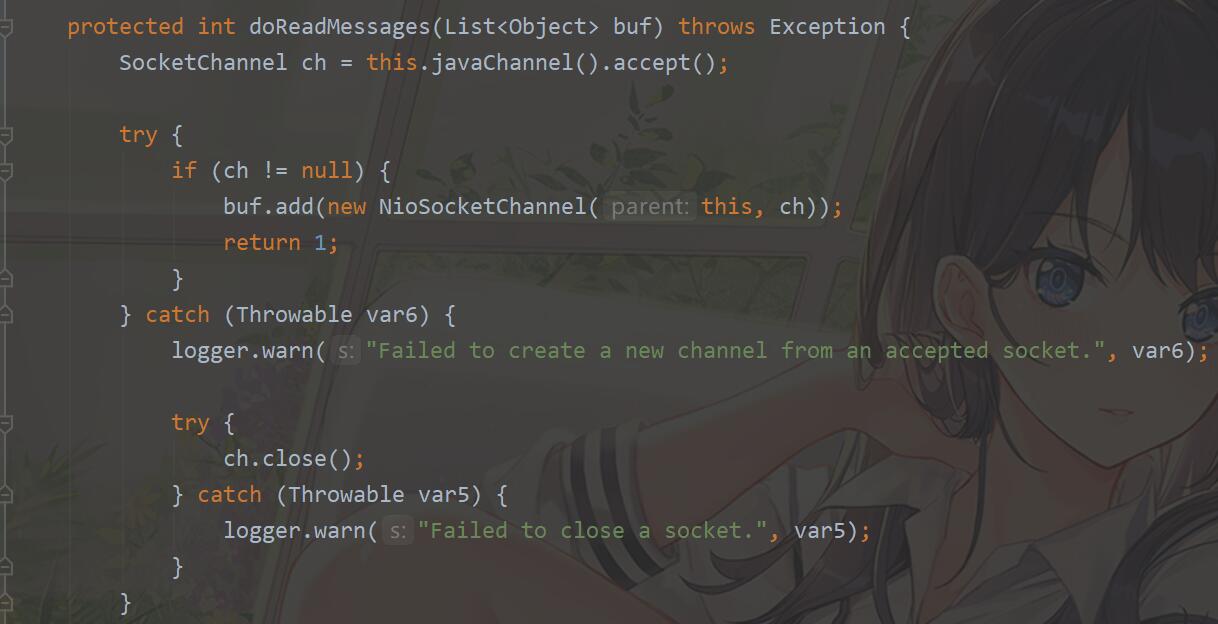 protected int doReadMessages(List<Object> buf) throws Exception {
SocketChannel ch = this.javaChannel().accept();
try {
if (ch != null) {
buf.add(new NioSocketChannel( parent: this, ch));
return 1;
}
} catch (Throwable var6) {
logger.warn( s: "Failed to create a new channel from an accepted socket.", var6);
try {
ch.close();
} catch (Throwable var5) {
logger.warn( s: "Failed to close a socket.", var5);
}
}